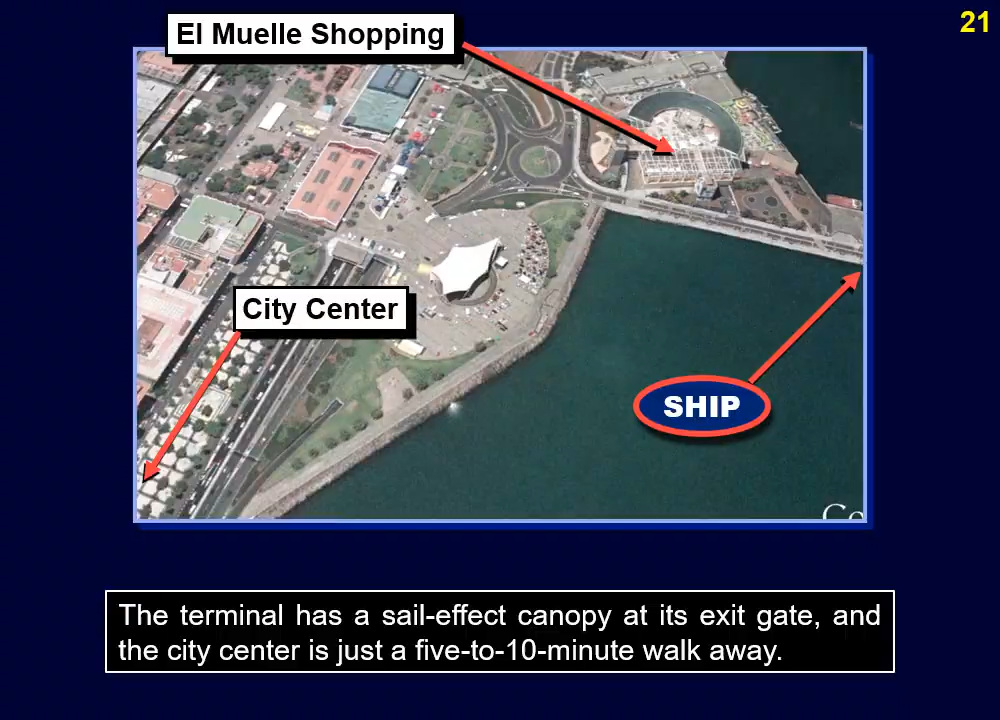 21
El Muelle Shopping
City Center
SHIP
The terminal has a sail-effect canopy at its exit gate, and
the city center is just a five-to-10-minute walk away.